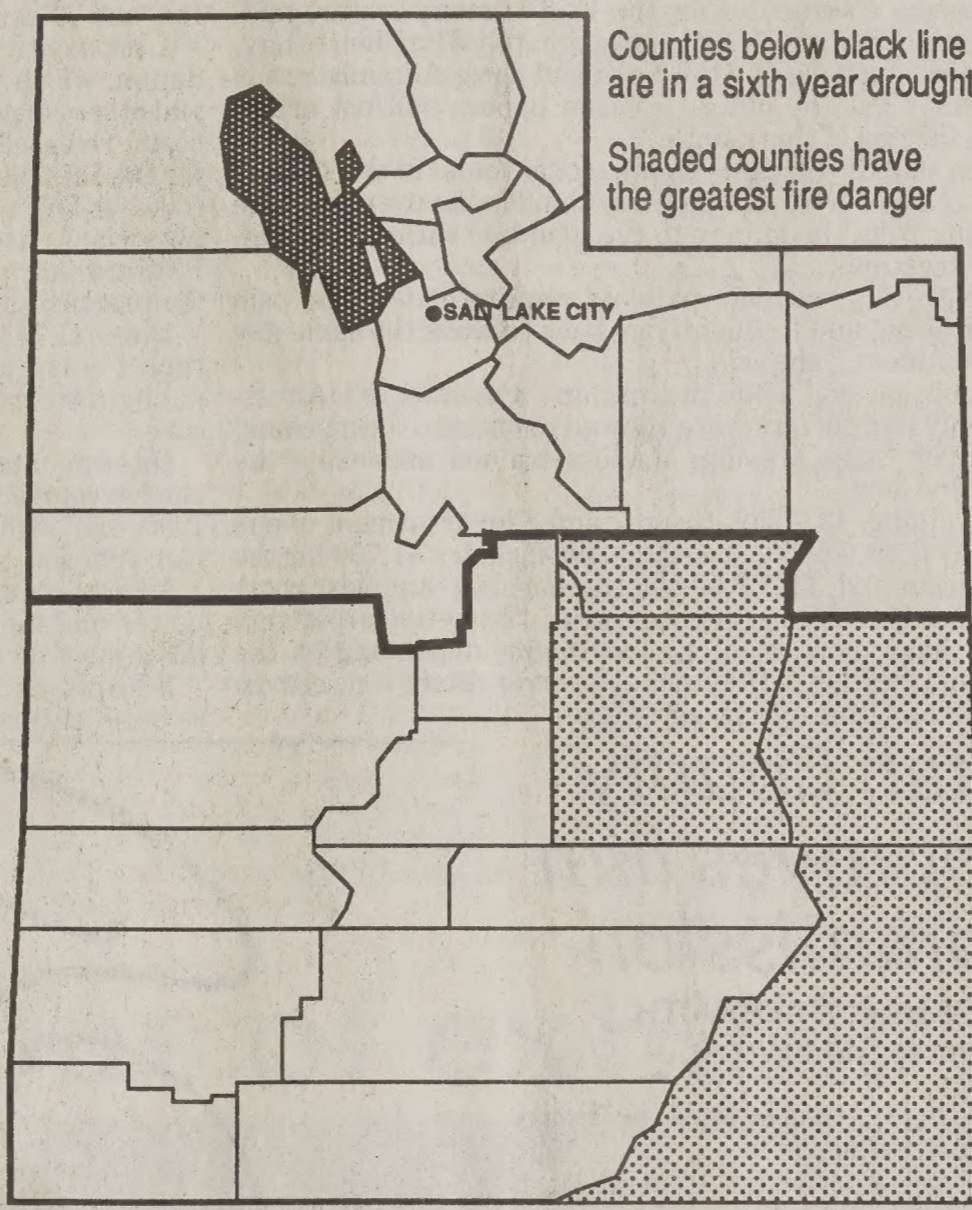 Counties below black line
are in a sixth year drought
Shaded counties have
the greatest fire danger
SALT LAKE CITY